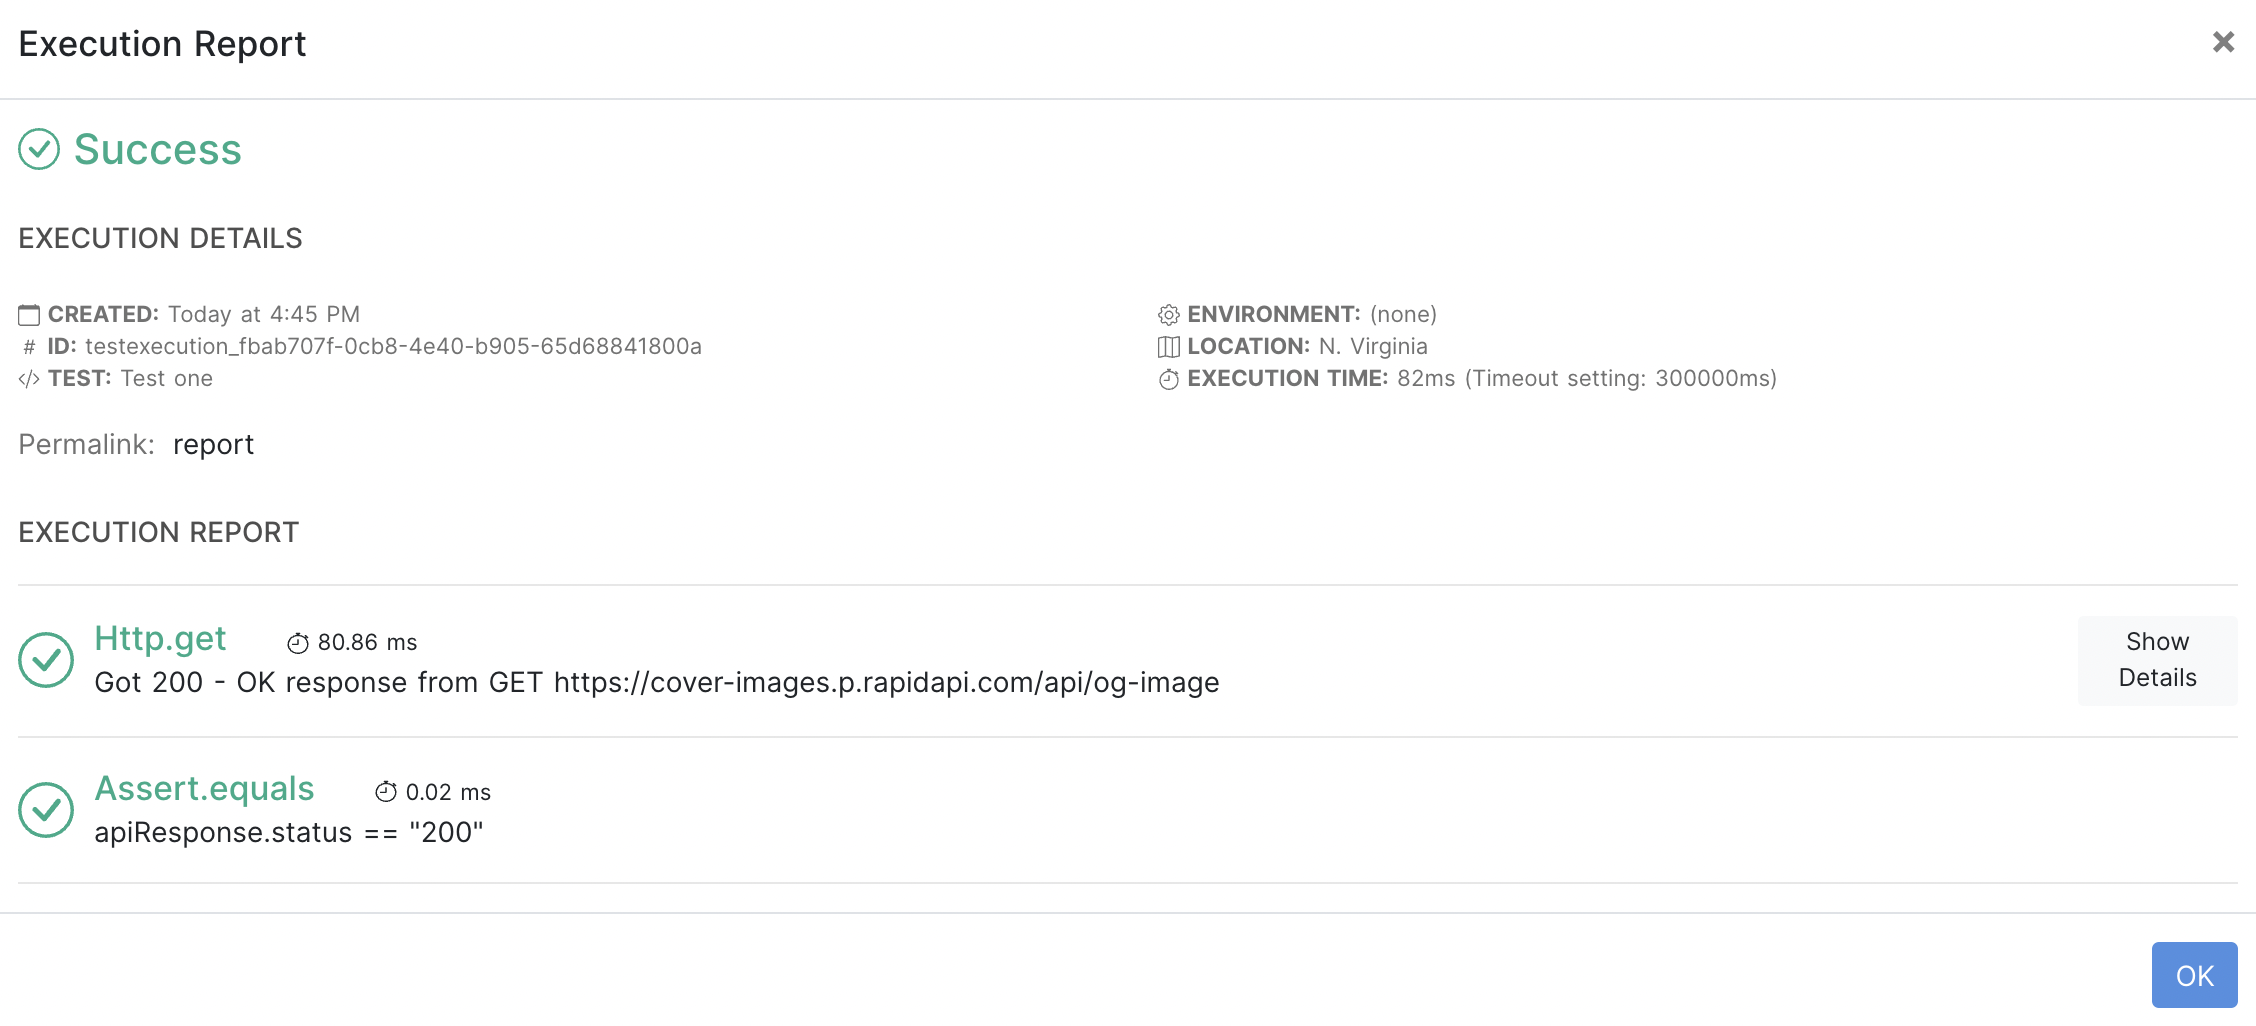 Execution Report
Success
EXECUTION DETAILS
CREATED: Today at 4:45 PM
# ID: testexecution_fbab707f-0cb8-4e40-b905-65d68841800a
</> TEST: Test one
ENVIRONMENT: (none)
LOCATION: N. Virginia
EXECUTION TIME: 82ms (Timeout setting: 300000ms)
Permalink: report
EXECUTION REPORT
Http.get 80.86 ms
Got 200 - OK response from GET https://cover-images.p.rapidapi.com/api/og-image
Show
Details
Assert.equals 0.02 ms
apiResponse.status == "200"
OK